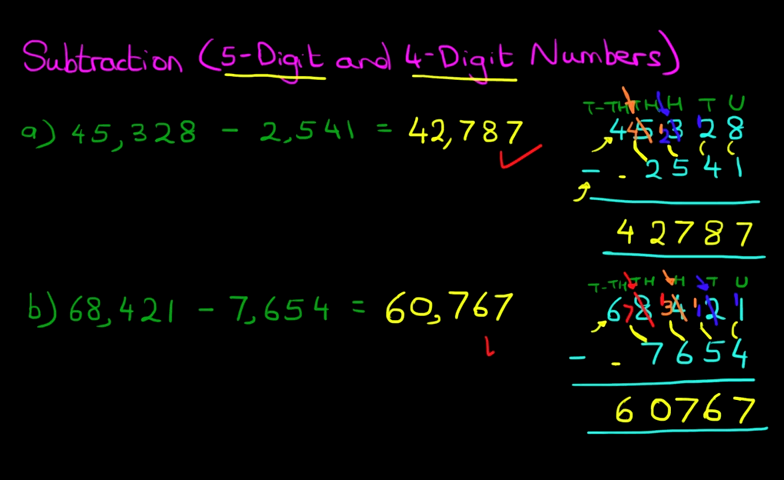 Subtraction (5-Digit and 4-Digit Numbers)
T-TH TH H T U
a) 45,328 - 2,541 = 42,787
45328
- 2541
42787
T-TH TH H T U
b) 68,421 - 7,654 = 60,767
68421
- 7654
60767